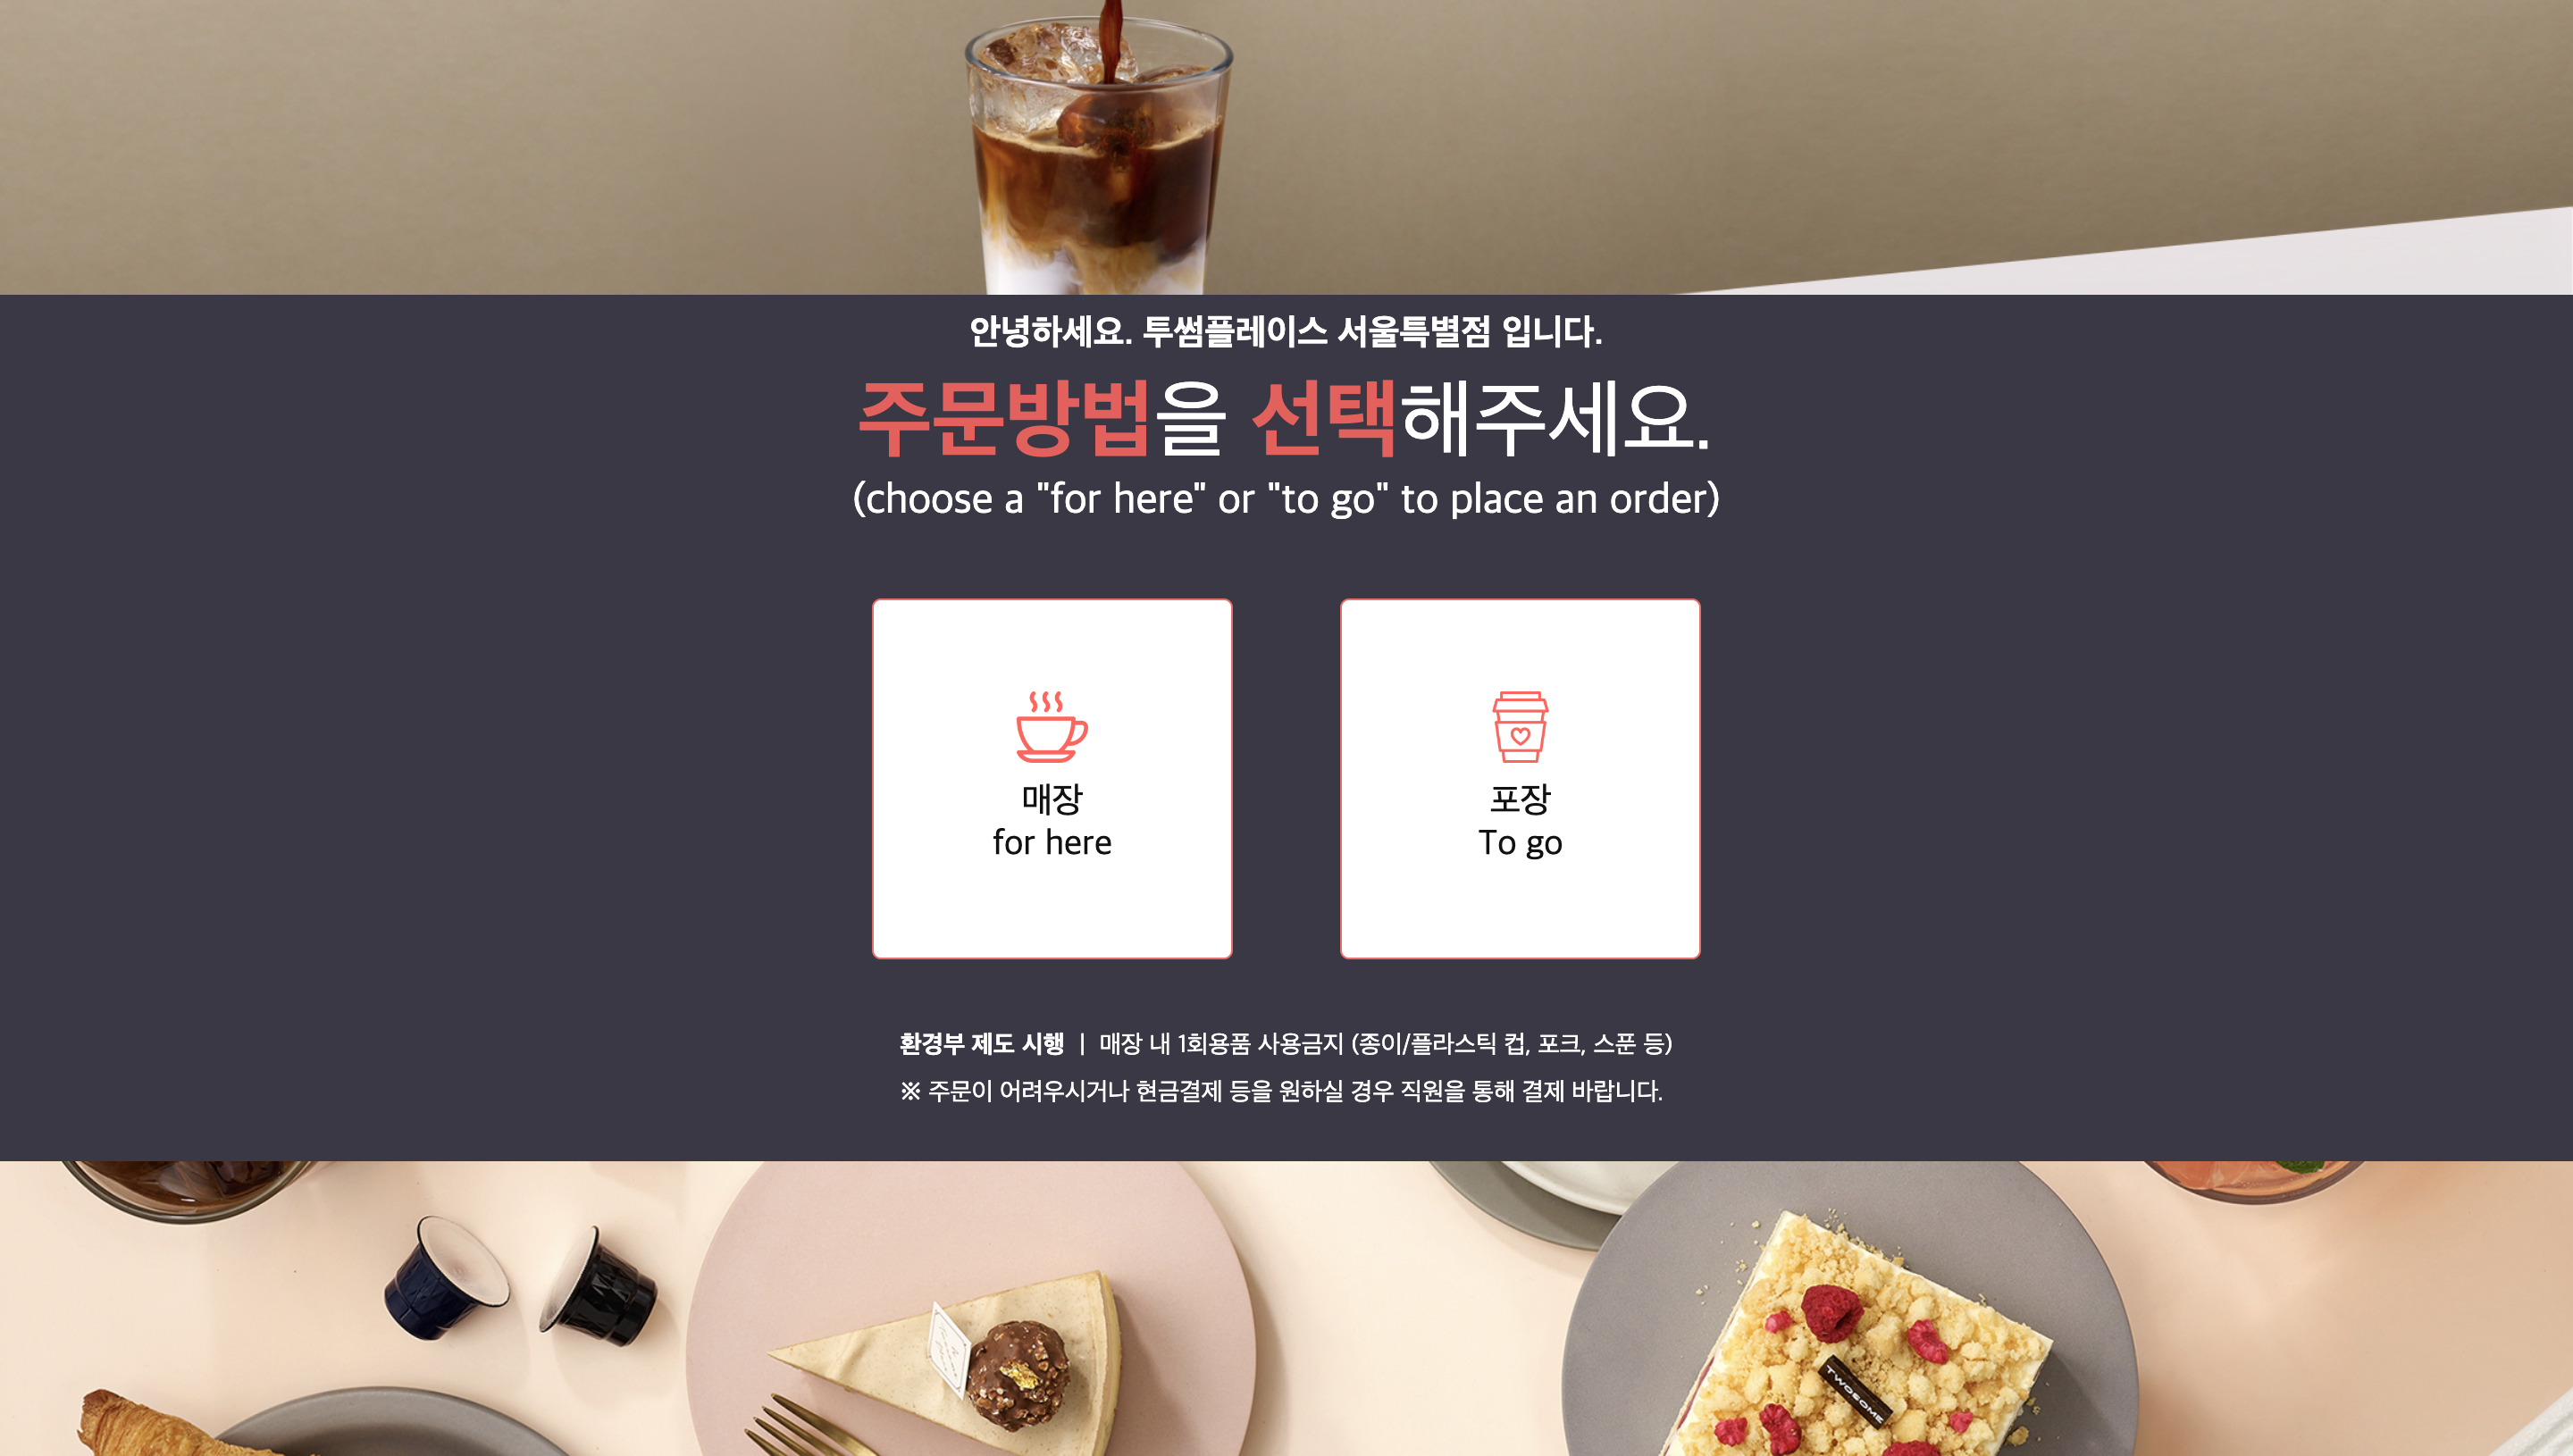 안녕하세요. 투썸플레이스 서울특별점 입니다.
주문방법을 선택해주세요.
(choose a "for here" or "to go" to place an order)
매장
for here
포장
To go
환경부 제도 시행 | 매장 내 1회용품 사용금지 (종이/플라스틱 컵, 포크, 스푼 등)
※ 주문이 어려우시거나 현금결제 등을 원하실 경우 직원을 통해 결제 바랍니다.
TWOSOME